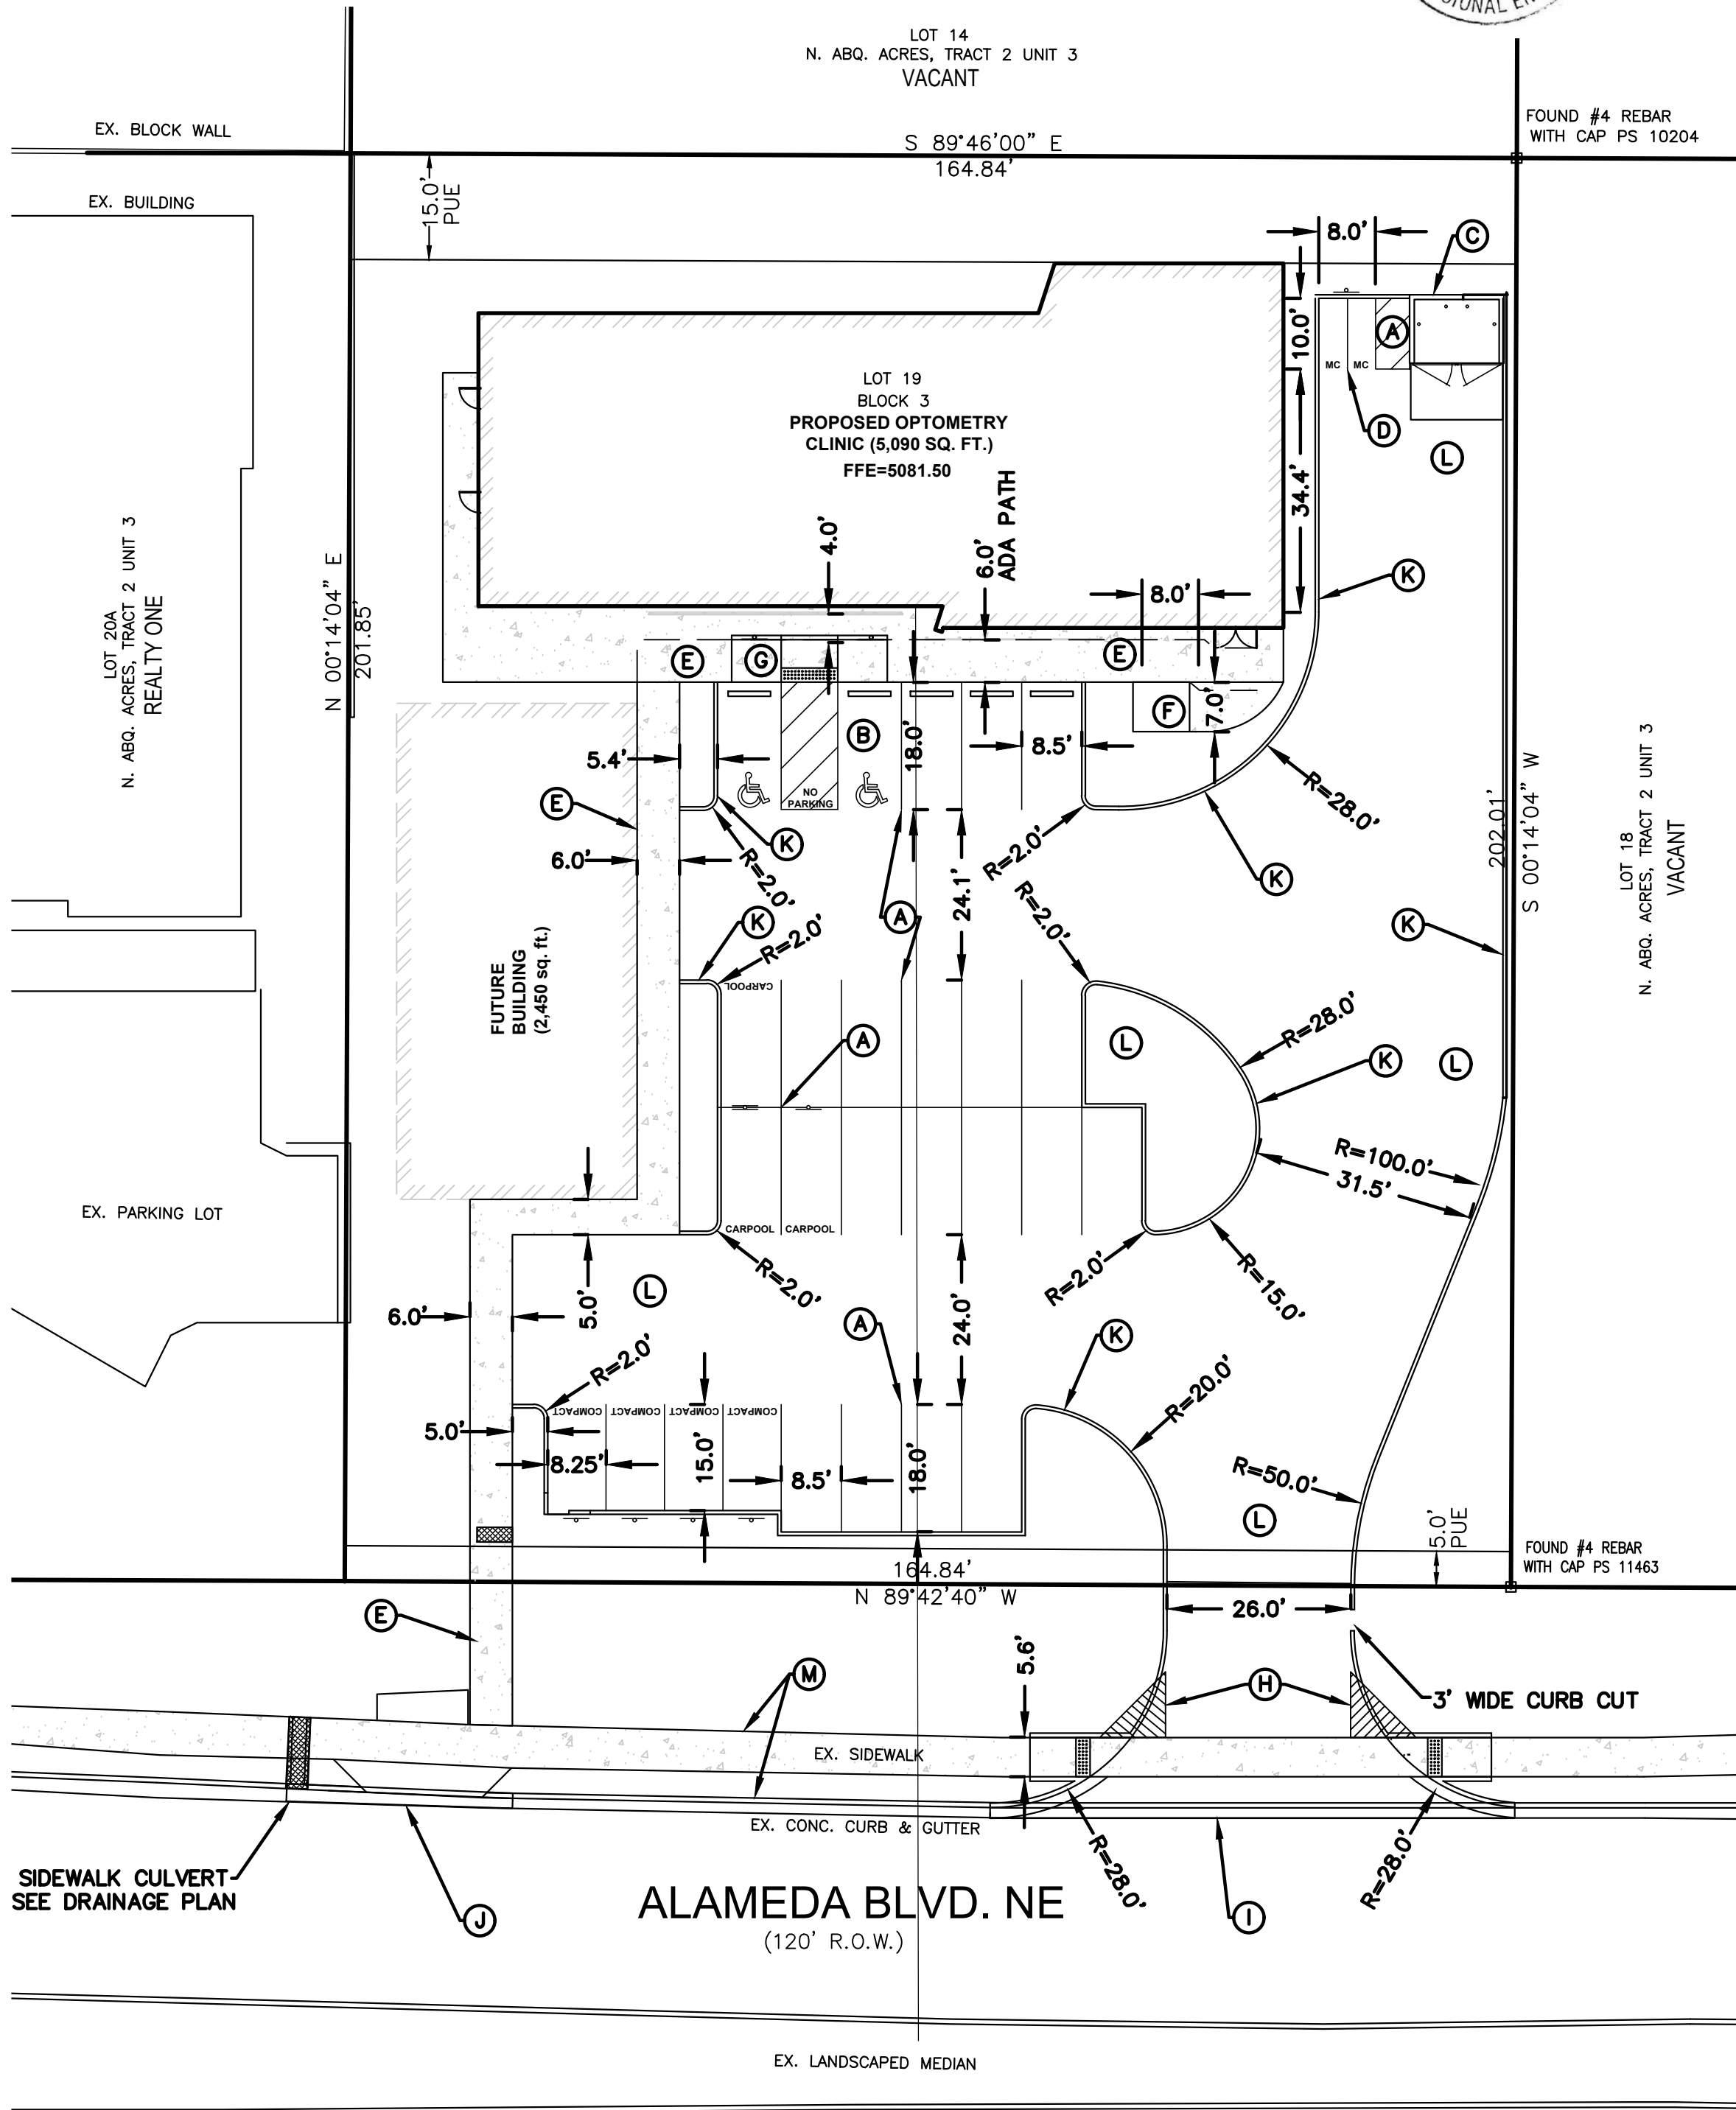 LOT 14
N. ABQ. ACRES, TRACT 2 UNIT 3
VACANT
FOUND #4 REBAR
WITH CAP PS 10204
EX. BLOCK WALL
S 89°46'00" E
164.84'
15.0'
PUE
EX. BUILDING
8.0'
C
A
10.0'
MC MC
D
L
34.4'
LOT 19
BLOCK 3
PROPOSED OPTOMETRY
CLINIC (5,090 SQ. FT.)
FFE=5081.50
4.0'
6.0'
ADA PATH
8.0'
K
LOT 20A
N. ABQ. ACRES, TRACT 2 UNIT 3
REALTY ONE
N 00°14'04" E
201.85'
E
G
E
F
7.0'
B
18.0'
5.4'
8.5'
NO
PARKING
E
K
R=2.0'
6.0'
R=28.0'
R=2.0'
K
24.1'
A
202.01'
S 00°14'04" W
LOT 18
N. ABQ. ACRES, TRACT 2 UNIT 3
VACANT
K
K
R=2.0'
R=2.0'
CARPOOL
FUTURE
BUILDING
(2,450 sq. ft.)
A
L
R=28.0'
K
L
R=100.0'
31.5'
EX. PARKING LOT
CARPOOL CARPOOL
R=2.0'
R=2.0'
R=15.0'
L
5.0'
6.0'
24.0'
A
K
R=2.0'
R=20.0'
COMPACT COMPACT COMPACT COMPACT
5.0'
8.25'
15.0'
8.5'
18.0'
R=50.0'
L
5.0'
PUE
FOUND #4 REBAR
WITH CAP PS 11463
164.84'
N 89°42'40" W
26.0'
E
5.6'
M
H
3' WIDE CURB CUT
EX. SIDEWALK
EX. CONC. CURB & GUTTER
R=28.0'
R=28.0'
SIDEWALK CULVERT
SEE DRAINAGE PLAN
J
I
ALAMEDA BLVD. NE
(120' R.O.W.)
EX. LANDSCAPED MEDIAN